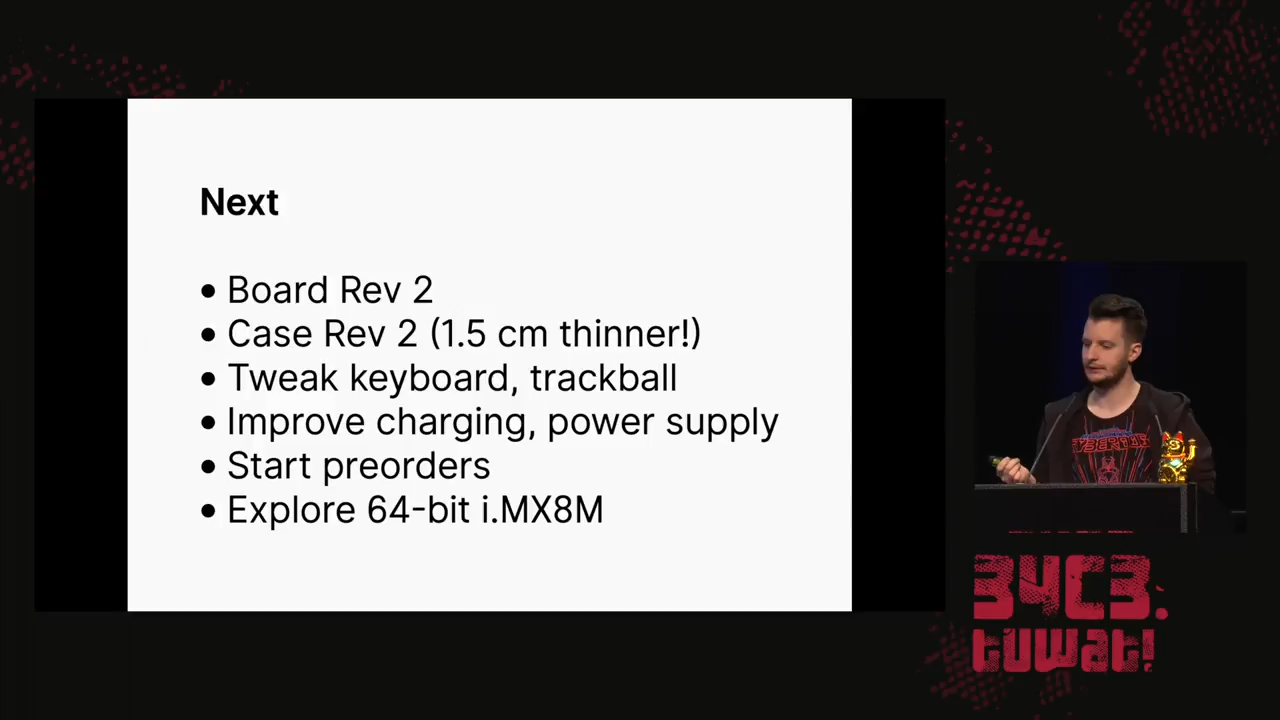 Next
• Board Rev 2
• Case Rev 2 (1.5 cm thinner!)
• Tweak keyboard, trackball
• Improve charging, power supply
• Start preorders
• Explore 64-bit i.MX8M
34C3.
tuwat!